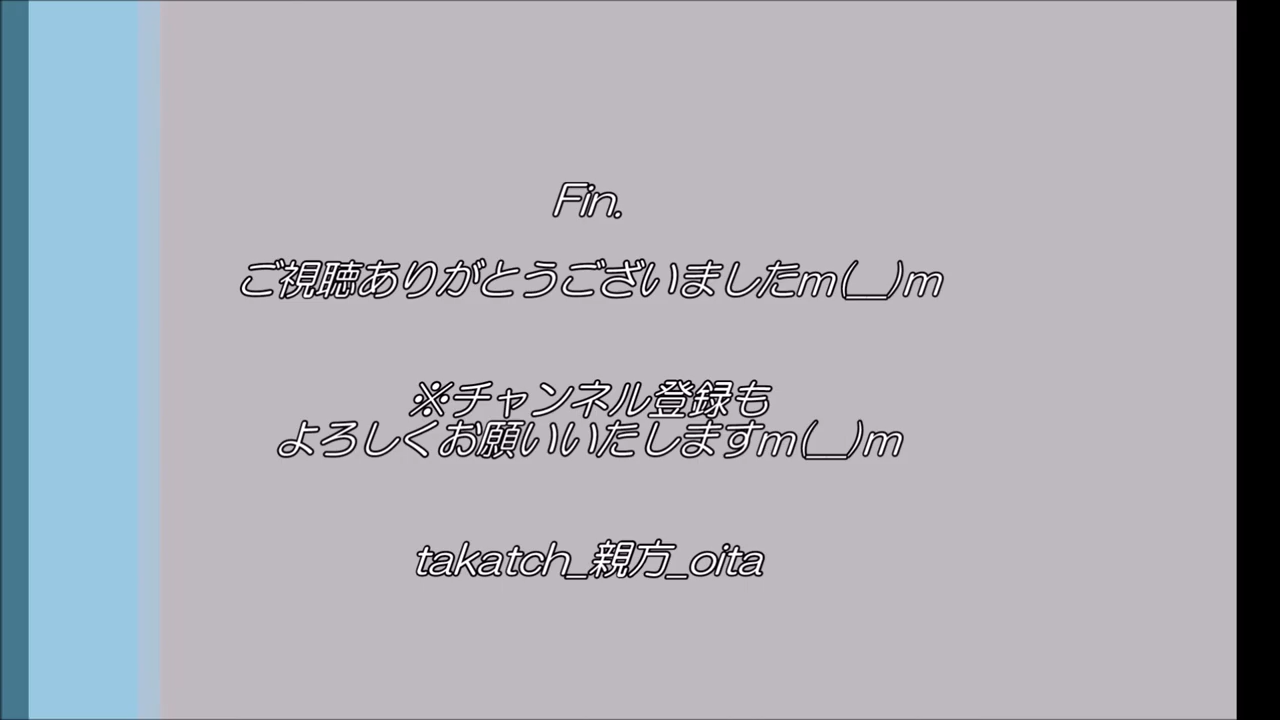 Fin.
ご視聴ありがとうございましたm(__)m
※チャンネル登録も
よろしくお願いいたしますm(__)m
takatch_親方_oita